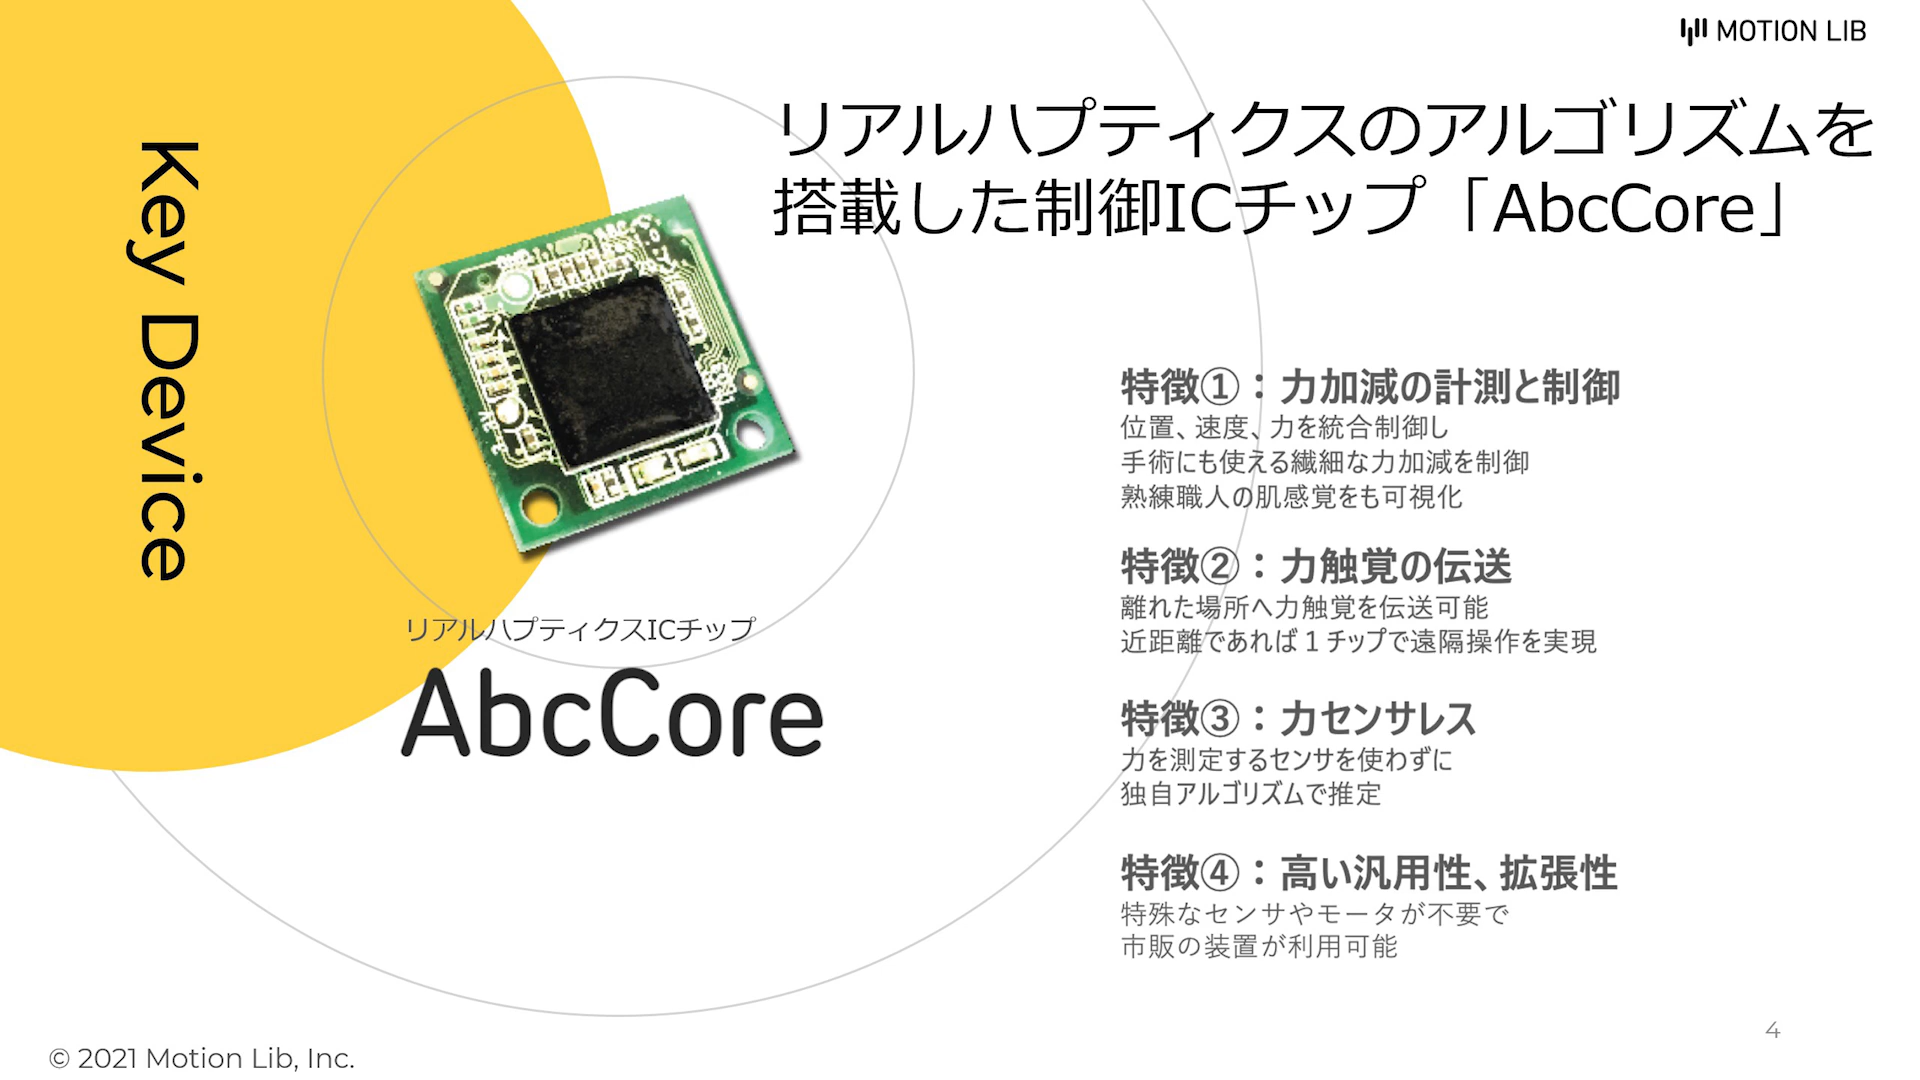 MOTION LIB
Key Device
リアルハプティクスのアルゴリズムを
搭載した制御ICチップ「AbcCore」
リアルハプティクスICチップ
AbcCore
特徴①：力加減の計測と制御
位置、速度、力を統合制御し
手術にも使える繊細な力加減を制御
熟練職人の肌感覚をも可視化
特徴②：力触覚の伝送
離れた場所へ力触覚を伝送可能
近距離であれば１チップで遠隔操作を実現
特徴③：力センサレス
力を測定するセンサを使わずに
独自アルゴリズムで推定
特徴④：高い汎用性、拡張性
特殊なセンサやモータが不要で
市販の装置が利用可能
4
© 2021 Motion Lib, Inc.